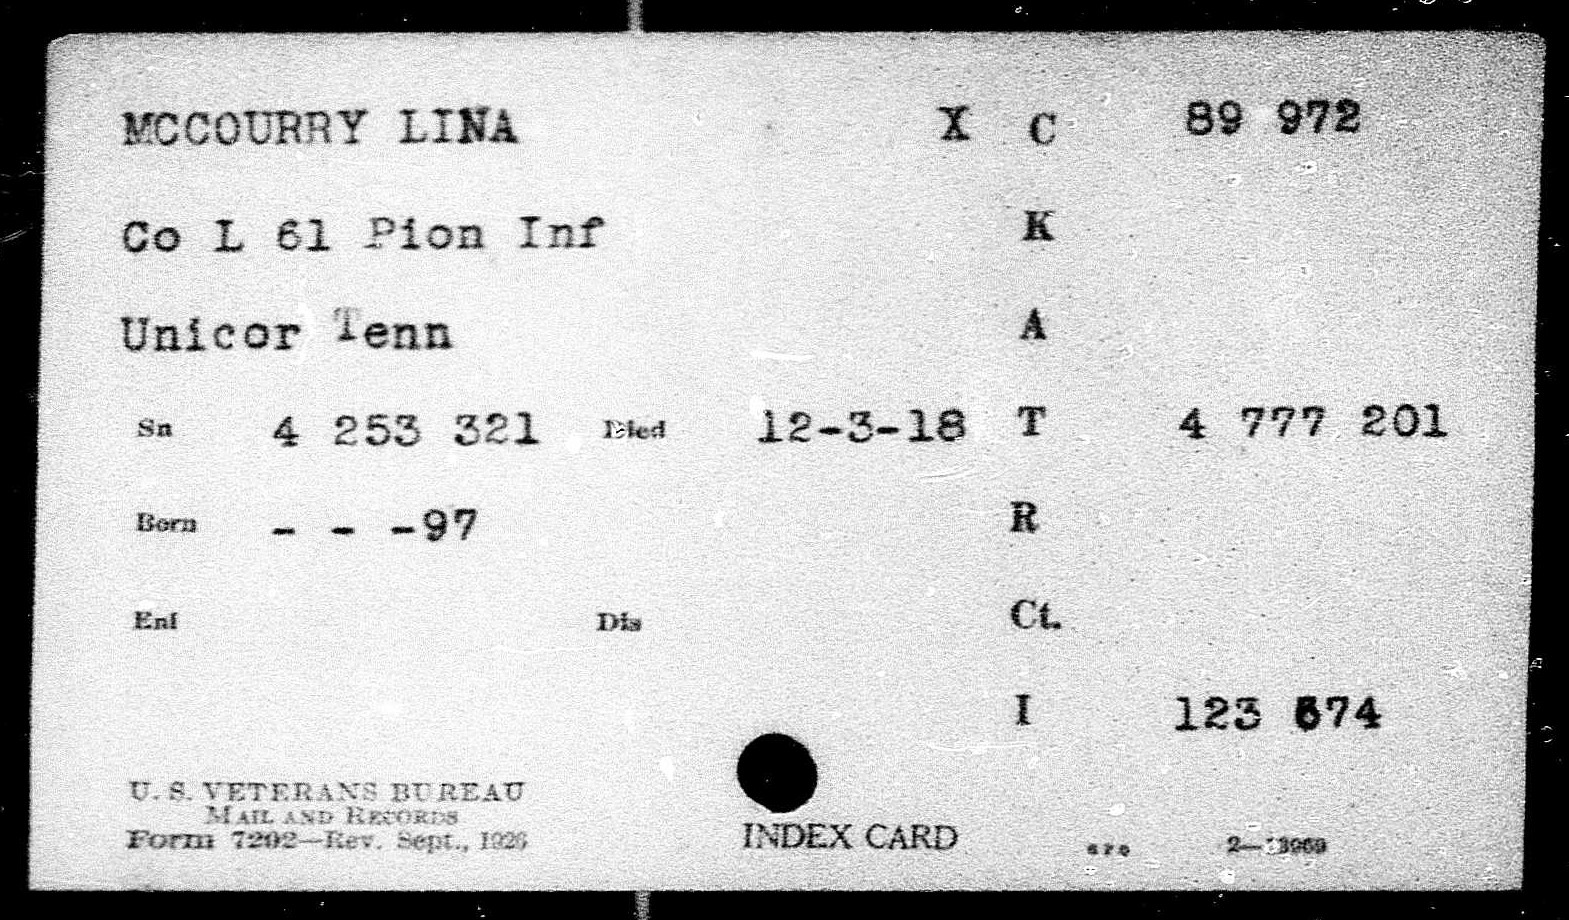 MCCOURRY LINA X C 89 972
Co L 61 Pion Inf K
Unicor Tenn A
Sn 4 253 321 Died 12-3-18 T 4 777 201
Born - - -97 R
Enl Dis Ct.
I 123 674
U. S. VETERANS BUREAU
MAIL AND RECORDS
Form 7202—Rev. Sept., 1926
INDEX CARD
GPO